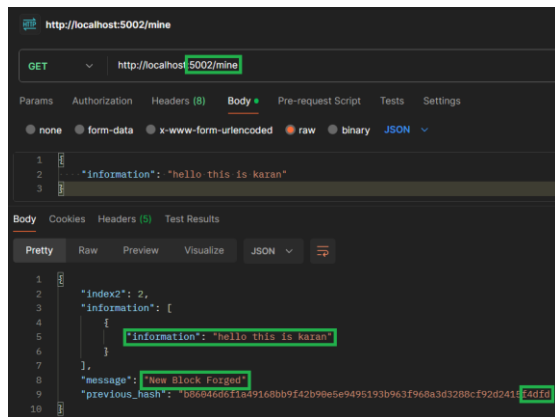 HTTP http://localhost:5002/mine
GET http://localhost:5002/mine
Params Authorization Headers (8) Body Pre-request Script Tests Settings
none form-data x-www-form-urlencoded raw binary JSON
1 {
2 "information": "hello this is karan"
3 }
Body Cookies Headers (5) Test Results
Pretty Raw Preview Visualize JSON
1 {
2 "index2": 2,
3 "information": [
4 {
5 "information": "hello this is karan"
6 }
7 ],
8 "message": "New Block Forged"
9 "previous_hash": "b86046d6f1a49168bb9f42b90e5e9495193b963f968a3d3288cf92d2415f4dfd
10 }